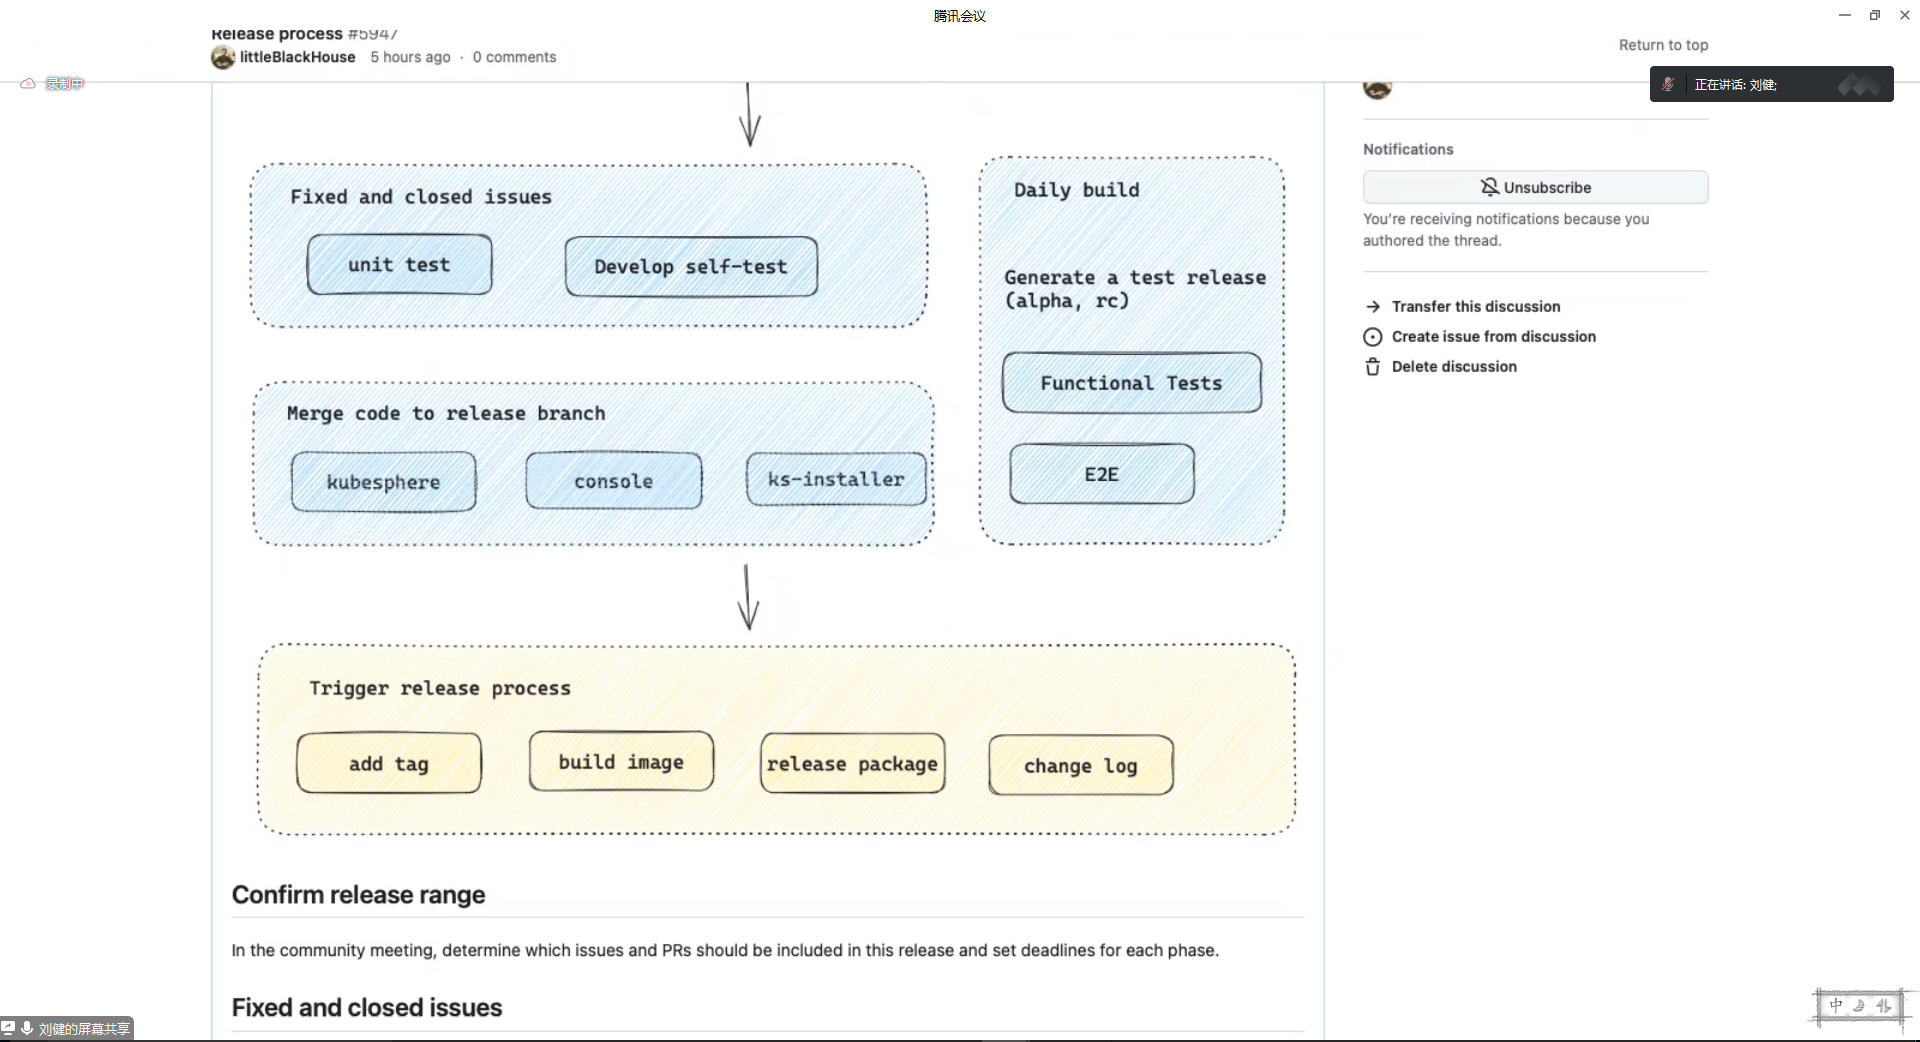 腾讯会议
Release process #5947
littleBlackHouse 5 hours ago · 0 comments
Return to top
录制中
正在讲话: 刘健;
Fixed and closed issues
unit test
Develop self-test
Daily build
Generate a test release
(alpha, rc)
Functional Tests
E2E
Merge code to release branch
kubesphere
console
ks-installer
Trigger release process
add tag
build image
release package
change log
Notifications
Unsubscribe
You’re receiving notifications because you
authored the thread.
Transfer this discussion
Create issue from discussion
Delete discussion
Confirm release range
In the community meeting, determine which issues and PRs should be included in this release and set deadlines for each phase.
Fixed and closed issues
刘健的屏幕共享
中